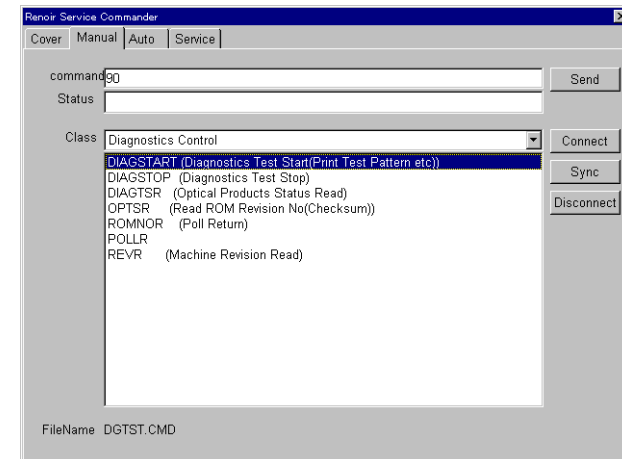 Renoir Service Commander
Cover Manual Auto Service
command 90 Send
Status
Class Diagnostics Control Connect
DIAGSTART (Diagnostics Test Start(Print Test Pattern etc))
DIAGSTOP (Diagnostics Test Stop) Sync
DIAGTSR (Optical Products Status Read)
OPTSR (Read ROM Revision No(Checksum)) Disconnect
ROMNOR (Poll Return)
POLLR
REVR (Machine Revision Read)
FileName DGTST.CMD